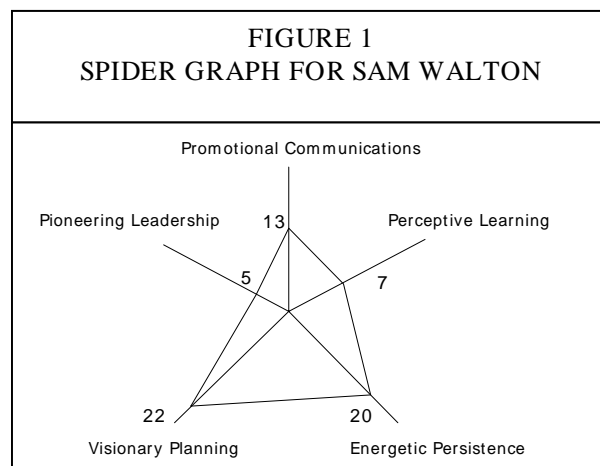 FIGURE 1
SPIDER GRAPH FOR SAM WALTON
Promotional Communications
Pioneering Leadership
13
Perceptive Learning
5
7
22
20
Visionary Planning
Energetic Persistence